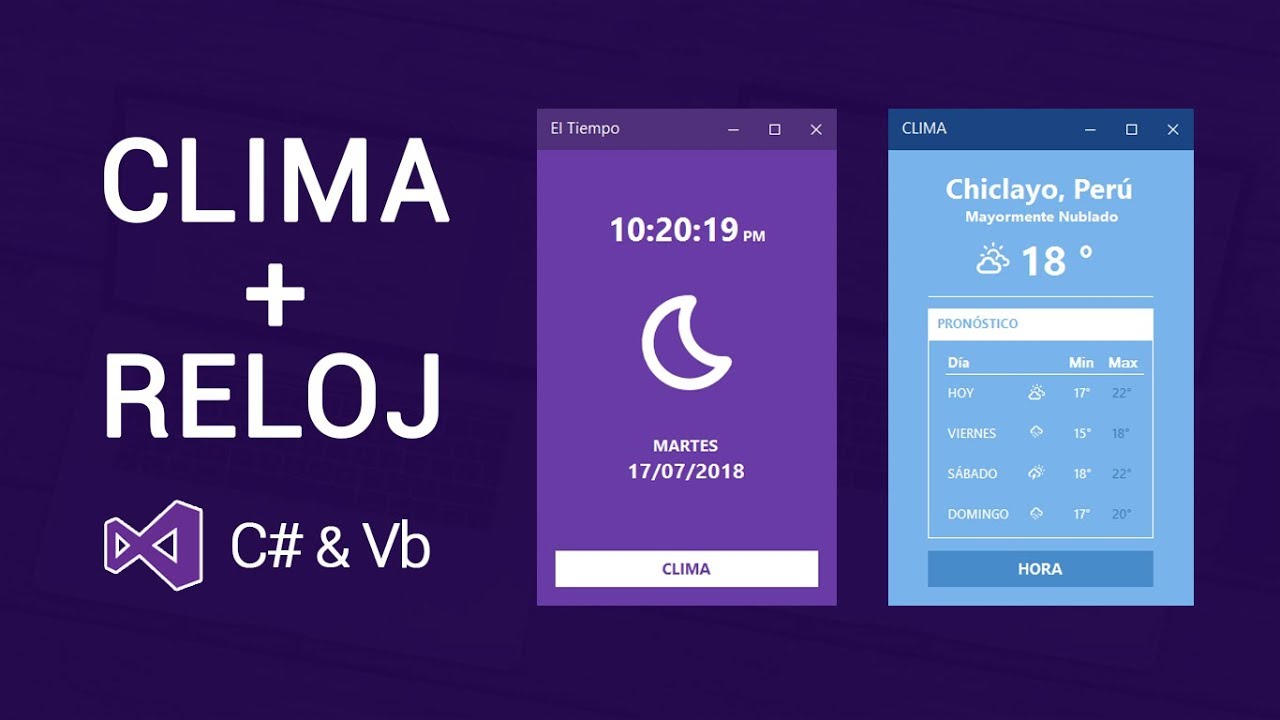 CLIMA
+
RELOJ
C# & Vb
El Tiempo
10:20:19 PM
MARTES
17/07/2018
CLIMA
CLIMA
Chiclayo, Perú
Mayormente Nublado
18 °
PRONÓSTICO
Día Min Max
HOY 17° 22°
VIERNES 15° 18°
SÁBADO 18° 22°
DOMINGO 17° 20°
HORA